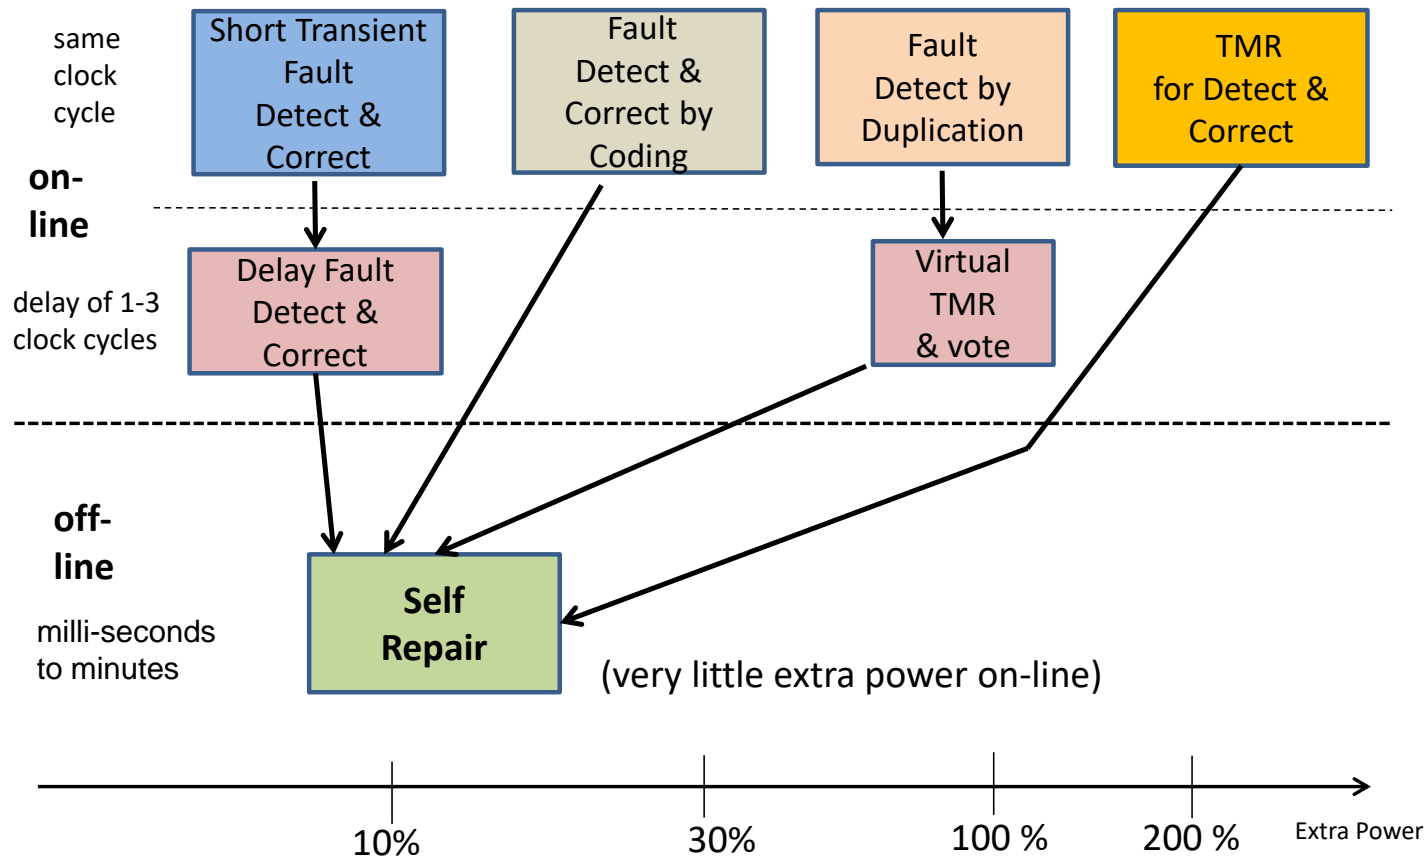 same
clock
cycle
Short Transient
Fault
Detect &
Correct
Fault
Detect &
Correct by
Coding
Fault
Detect by
Duplication
TMR
for Detect &
Correct
on-
line
delay of 1-3
clock cycles
Delay Fault
Detect &
Correct
Virtual
TMR
& vote
off-
line
milli-seconds
to minutes
Self
Repair
(very little extra power on-line)
10%
30%
100 %
200 %
Extra Power